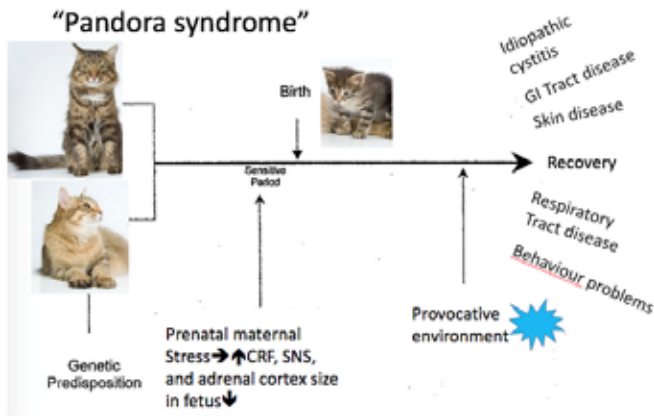 “Pandora syndrome”
Idiopathic
cystitis
GI Tract disease
Skin disease
Birth
Recovery
Sensitive
Period
Respiratory
Tract disease
Behaviour problems
Provocative
environment
Prenatal maternal
Stress➔🡹CRF, SNS,
and adrenal cortex size
in fetus🡻
Genetic
Predisposition